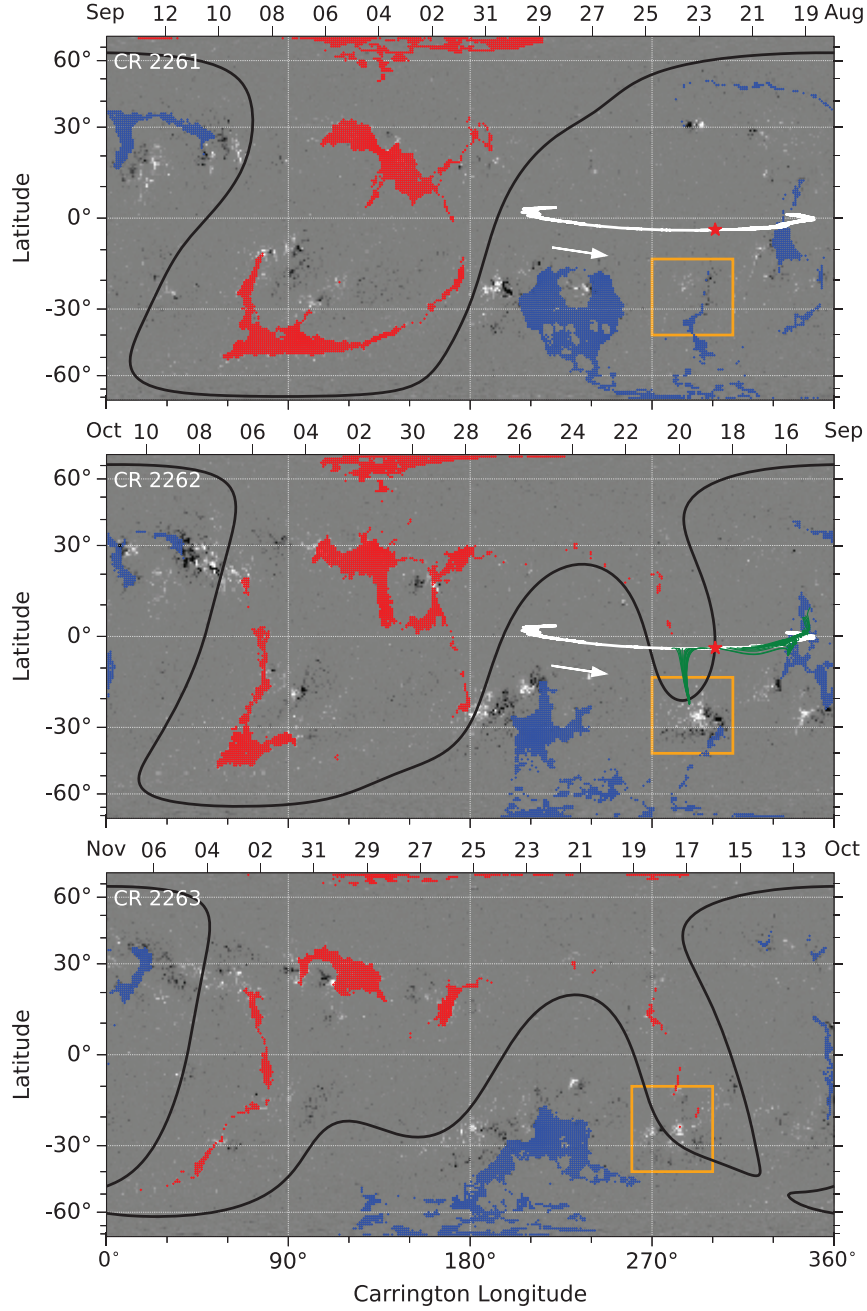 Sep 12 10 08 06 04 02 31 29 27 25 23 21 19 Aug
CR 2261
60°
30°
0°
-30°
-60°
Latitude
Oct 10 08 06 04 02 30 28 26 24 22 20 18 16 Sep
CR 2262
60°
30°
0°
-30°
-60°
Latitude
Nov 06 04 02 31 29 27 25 23 21 19 17 15 13 Oct
CR 2263
60°
30°
0°
-30°
-60°
Latitude
0° 90° 180° 270° 360°
Carrington Longitude